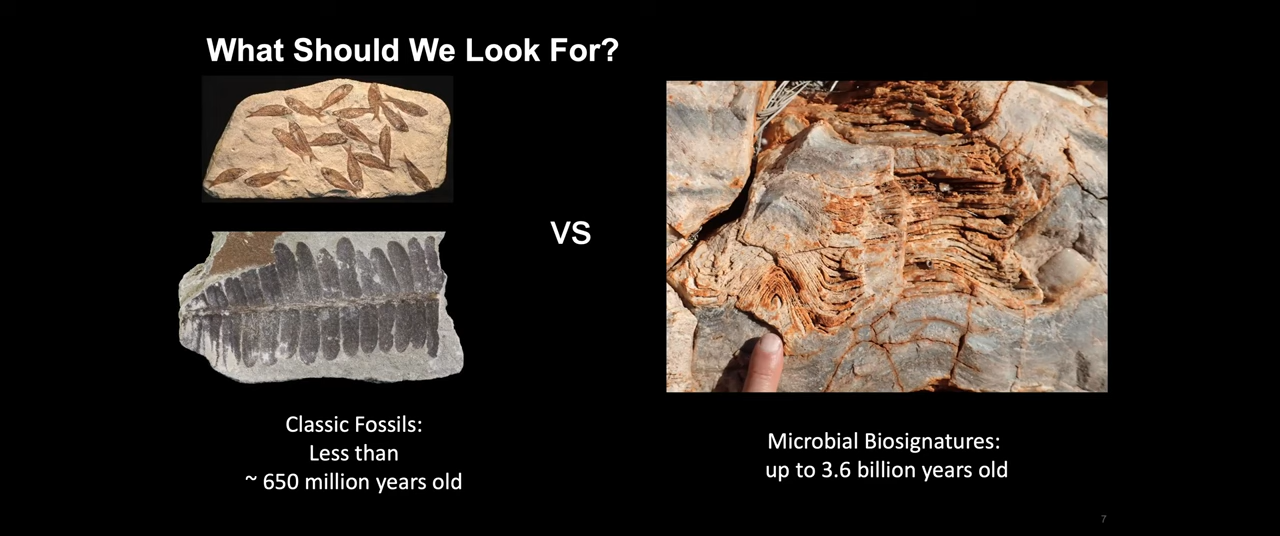 What Should We Look For?
VS
Classic Fossils:
Less than
~ 650 million years old
Microbial Biosignatures:
up to 3.6 billion years old
7